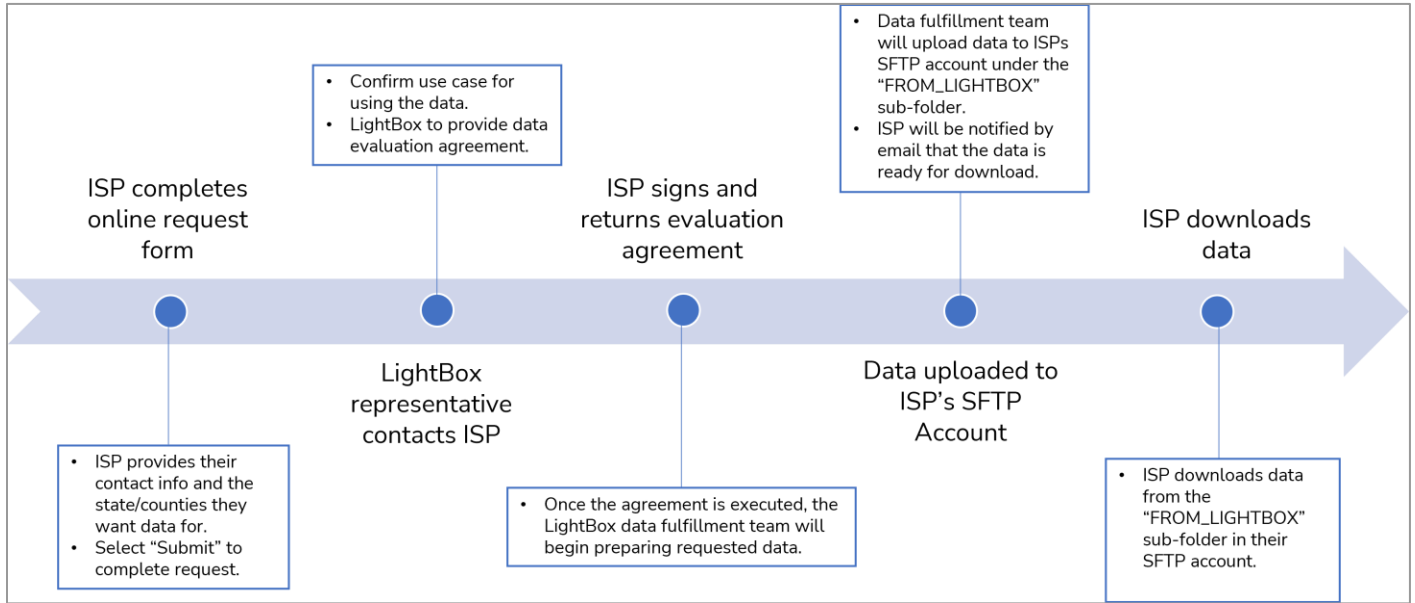 ISP completes
online request
form
• ISP provides their
contact info and the
state/counties they
want data for.
• Select “Submit” to
complete request.
• Confirm use case for
using the data.
• LightBox to provide data
evaluation agreement.
LightBox
representative
contacts ISP
ISP signs and
returns evaluation
agreement
• Once the agreement is executed, the
LightBox data fulfillment team will
begin preparing requested data.
• Data fulfillment team
will upload data to ISPs
SFTP account under the
“FROM_LIGHTBOX”
sub-folder.
• ISP will be notified by
email that the data is
ready for download.
Data uploaded to
ISP’s SFTP
Account
ISP downloads
data
• ISP downloads data
from the
“FROM_LIGHTBOX”
sub-folder in their
SFTP account.